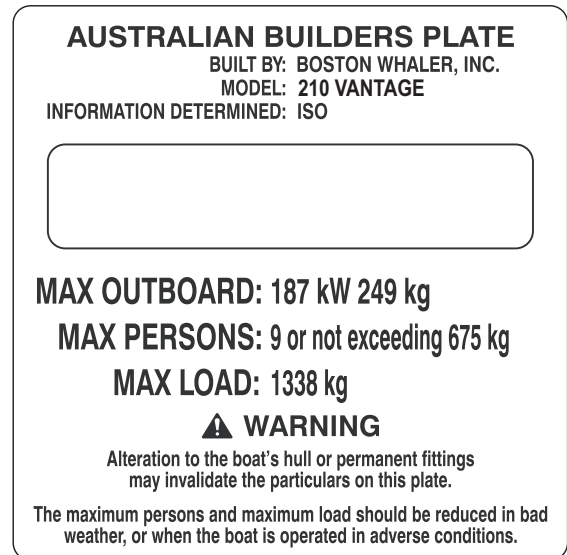 AUSTRALIAN BUILDERS PLATE
BUILT BY: BOSTON WHALER, INC.
MODEL: 210 VANTAGE
INFORMATION DETERMINED: ISO
MAX OUTBOARD: 187 kW 249 kg
MAX PERSONS: 9 or not exceeding 675 kg
MAX LOAD: 1338 kg
WARNING
Alteration to the boat's hull or permanent fittings
may invalidate the particulars on this plate.
The maximum persons and maximum load should be reduced in bad
weather, or when the boat is operated in adverse conditions.